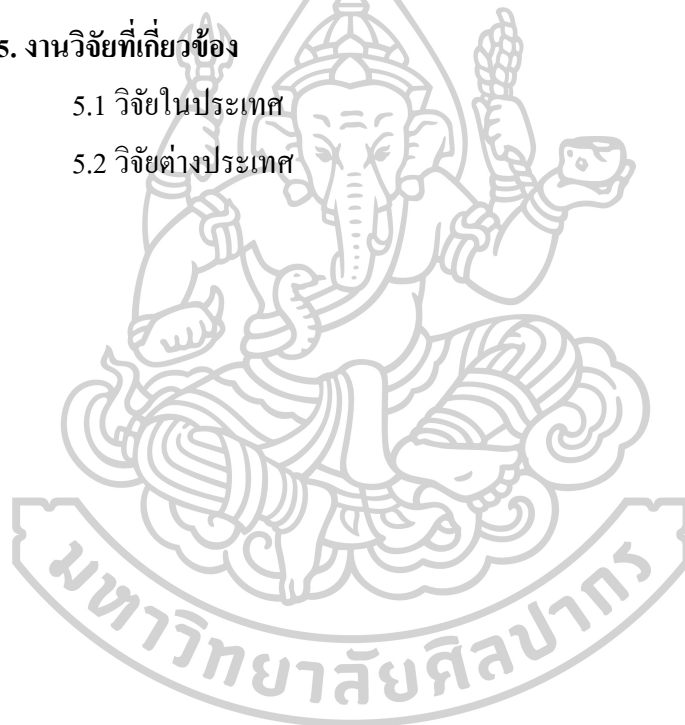 5. งานวิจัยที่เกี่ยวข้อง
5.1 วิจัยในประเทศ
5.2 วิจัยต่างประเทศ
มหาวิทยาลัยศิลปากร